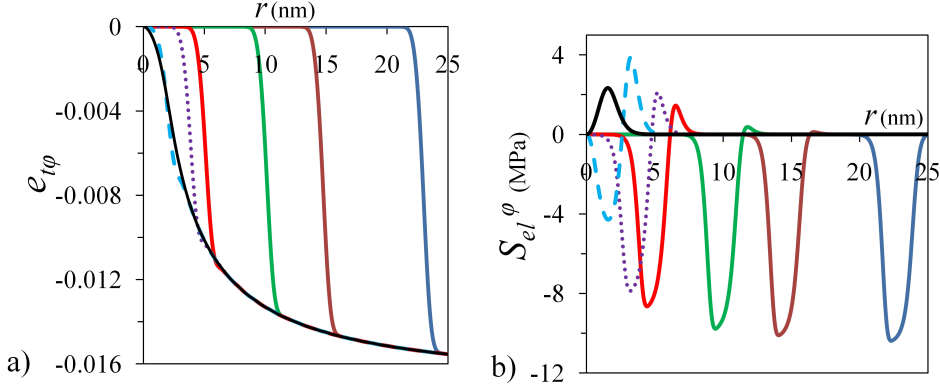 r (nm)
0
0 5 10 15 20 25
-0.004
-0.008
-0.012
-0.016
e_{tφ}
a)
4
0
-4
-8
-12
r (nm)
0 5 10 15 20 25
S_{el}^{φ} (MPa)
b)